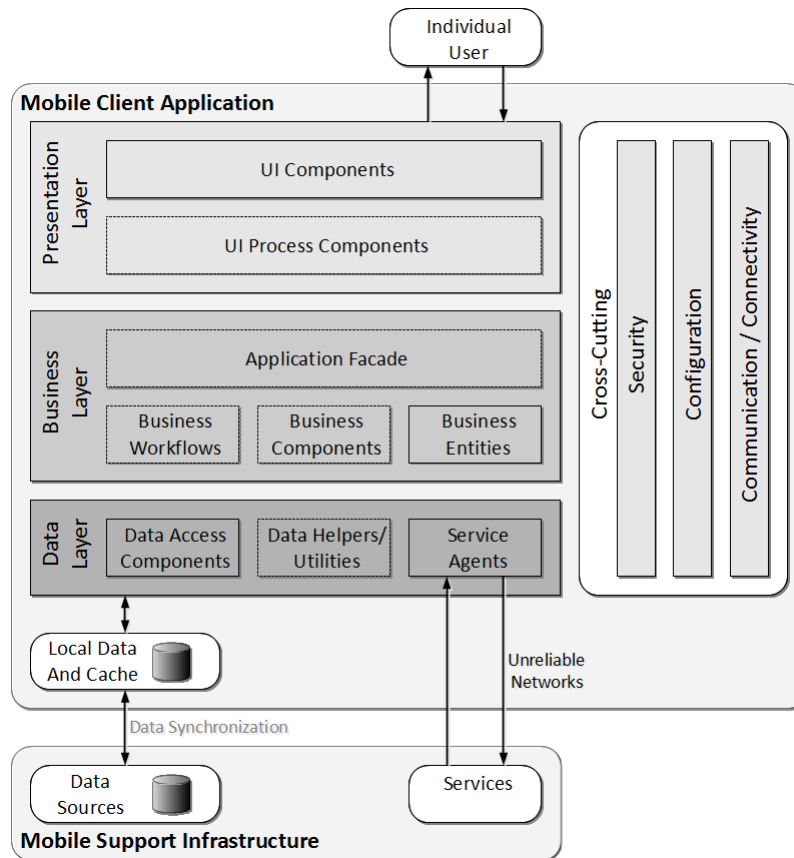 Individual
User
Mobile Client Application
Presentation
Layer
UI Components
UI Process Components
Business
Layer
Application Facade
Business
Workflows
Business
Components
Business
Entities
Data
Layer
Data Access
Components
Data Helpers/
Utilities
Service
Agents
Cross-Cutting
Security
Configuration
Communication / Connectivity
Local Data
And Cache
Unreliable
Networks
Data Synchronization
Data
Sources
Services
Mobile Support Infrastructure